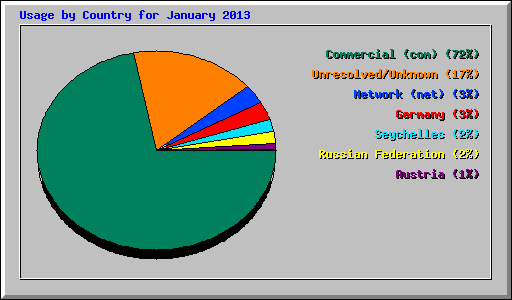 Usage by Country for January 2013
Commercial (com) (72%)
Unresolved/Unknown (17%)
Network (net) (3%)
Germany (3%)
Seychelles (2%)
Russian Federation (2%)
Austria (1%)